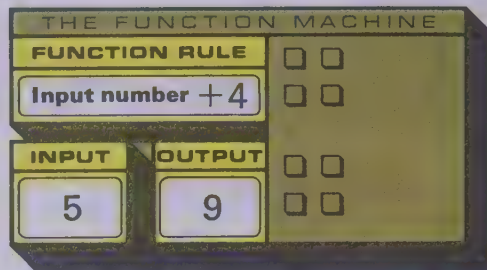 THE FUNCTION MACHINE
FUNCTION RULE
Input number +4
INPUT OUTPUT
5 9